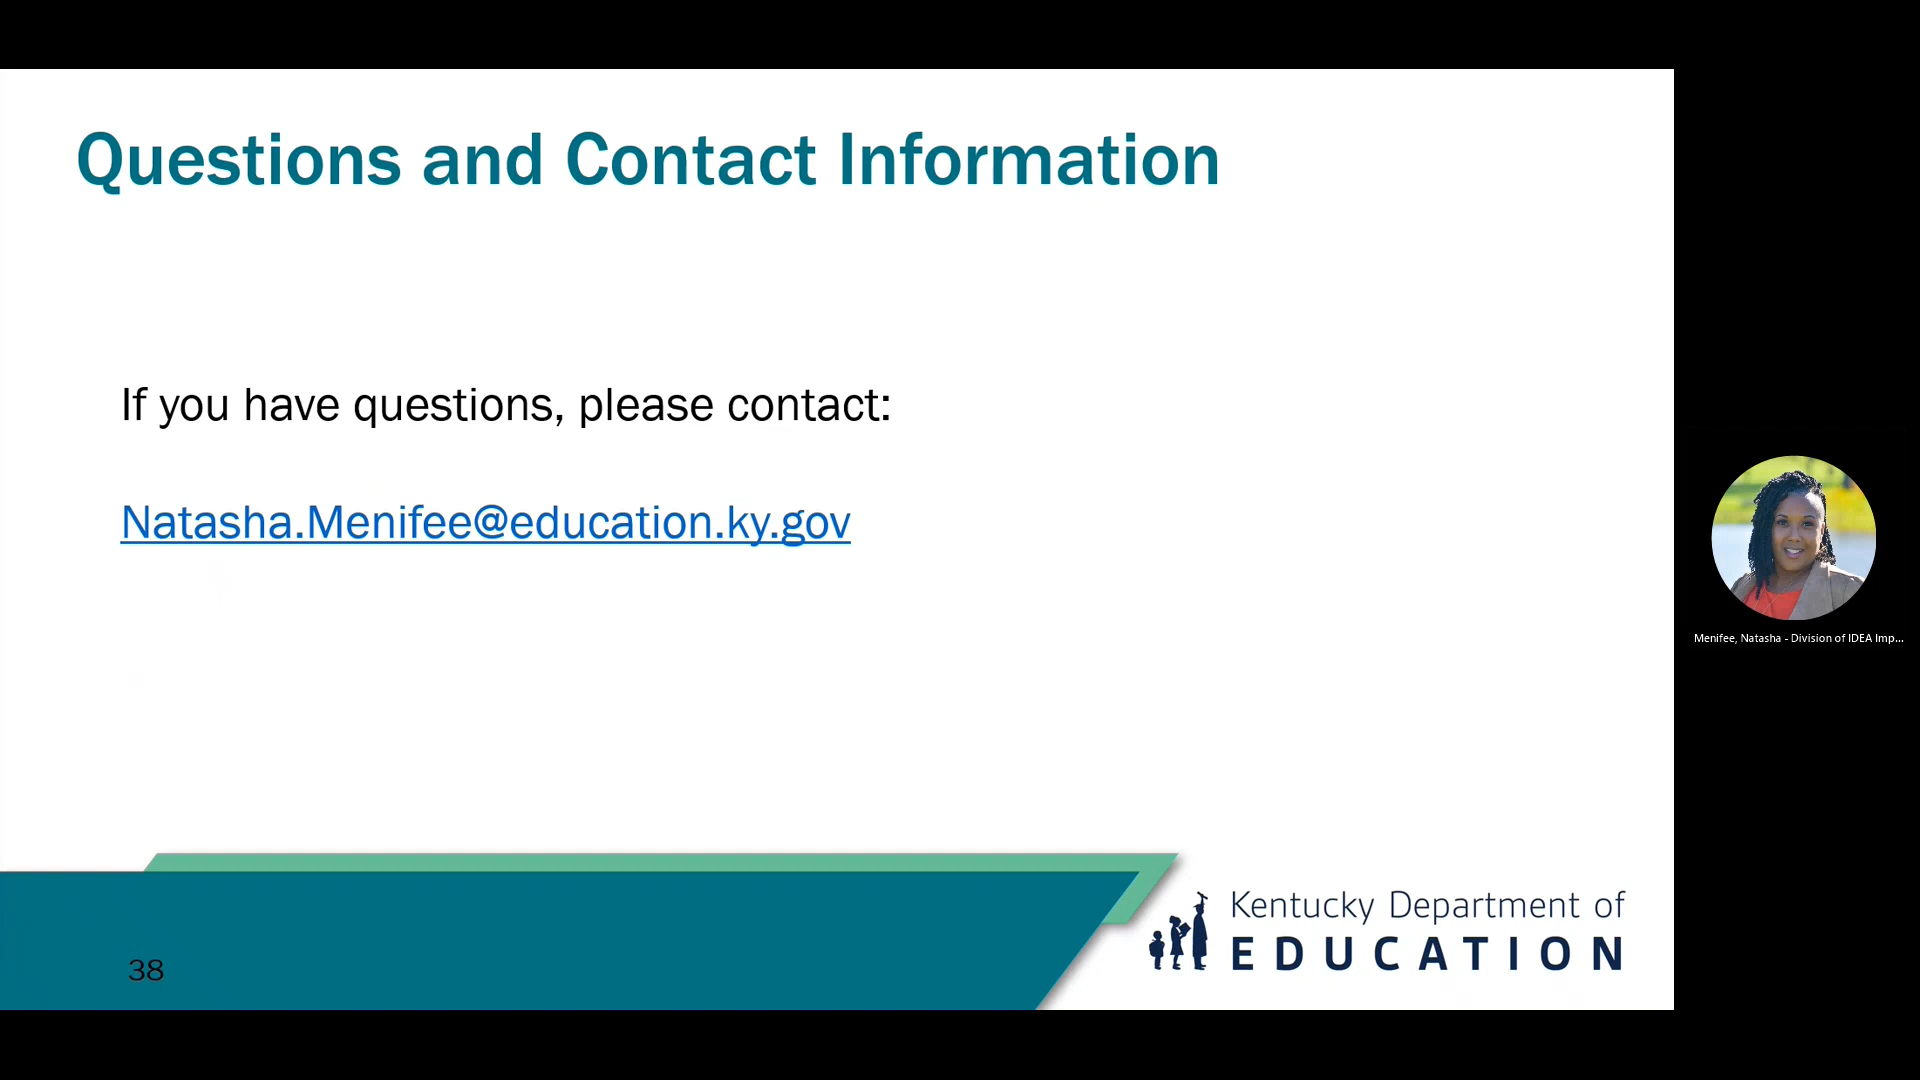 Questions and Contact Information
If you have questions, please contact:
Natasha.Menifee@education.ky.gov
Menifee, Natasha - Division of IDEA Imp...
Kentucky Department of
EDUCATION
38